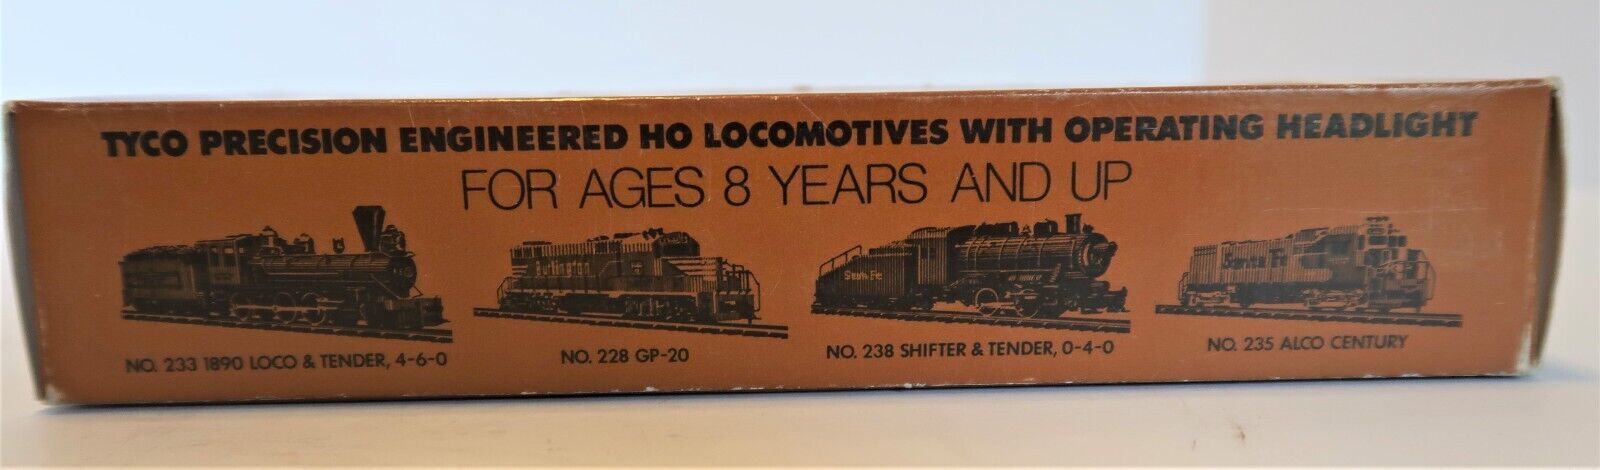 TYCO PRECISION ENGINEERED HO LOCOMOTIVES WITH OPERATING HEADLIGHT
FOR AGES 8 YEARS AND UP
Burlington
Santa Fe
Santa Fe
NO. 233 1890 LOCO & TENDER, 4-6-0
NO. 228 GP-20
NO. 238 SHIFTER & TENDER, 0-4-0
NO. 235 ALCO CENTURY